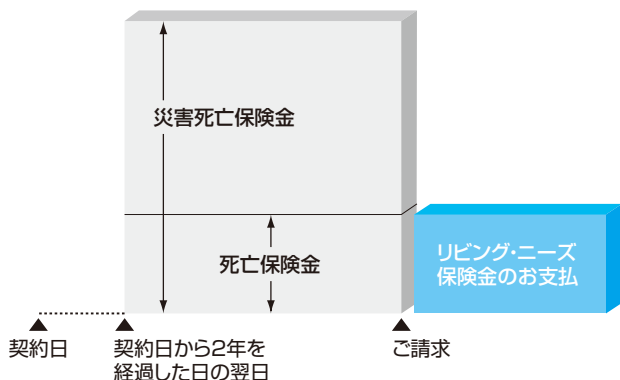 災害死亡保険金
死亡保険金
リビング・ニーズ
保険金のお支払
契約日
契約日から2年を
経過した日の翌日
ご請求